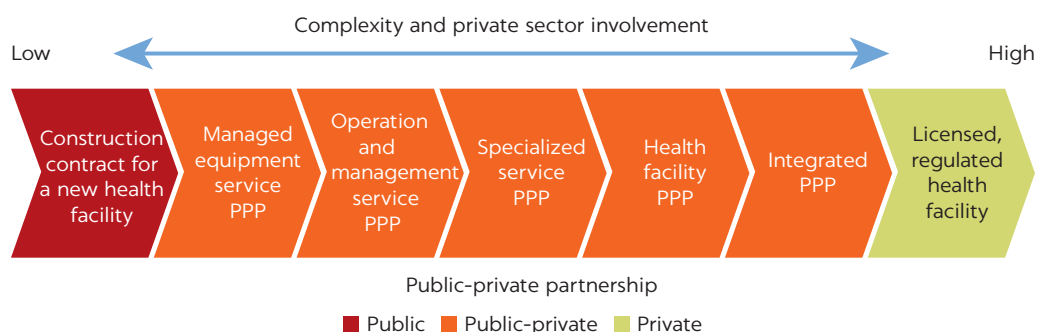 Complexity and private sector involvement
Low
High
Construction
contract for
a new health
facility
Managed
equipment
service
PPP
Operation
and
management
service
PPP
Specialized
service
PPP
Health
facility
PPP
Integrated
PPP
Licensed,
regulated
health
facility
Public-private partnership
Public Public-private Private